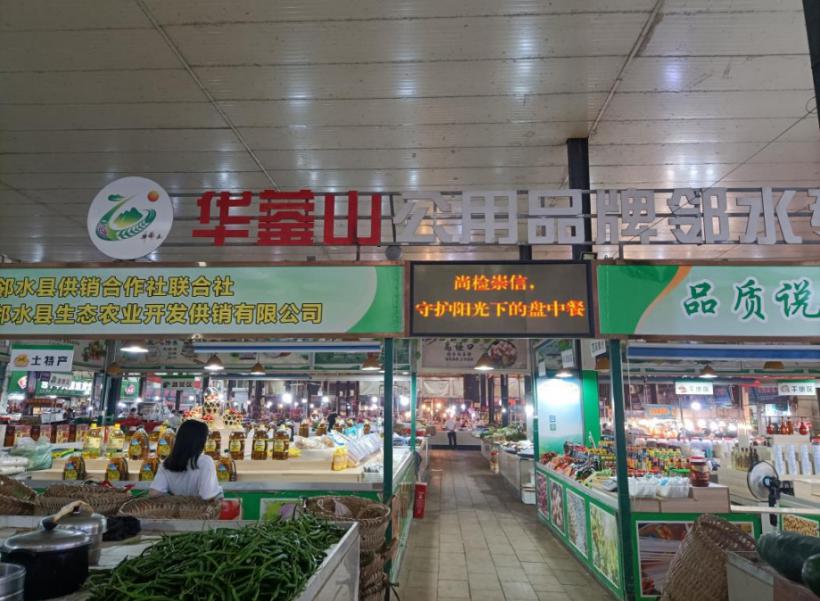 华蓥山公用品牌邻水
邻水县供销合作社联合社
邻水县生态农业开发供销有限公司
尚检崇信，
守护阳光下的盘中餐
品质说
土特产